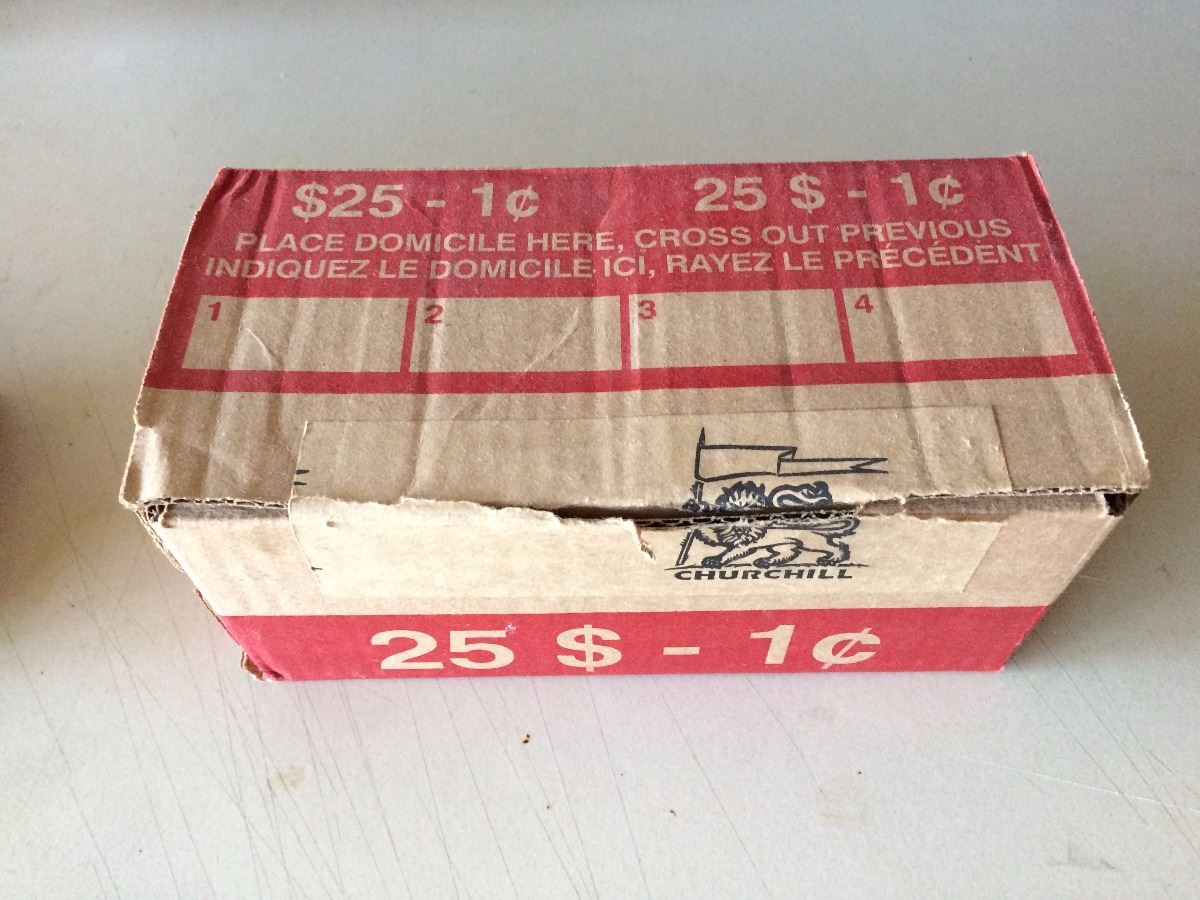 $25 - 1¢ 25 $ - 1¢
PLACE DOMICILE HERE, CROSS OUT PREVIOUS
INDIQUEZ LE DOMICILE ICI, RAYEZ LE PRÉCÉDENT
1 2 3 4
CHURCHILL
25 $ - 1¢